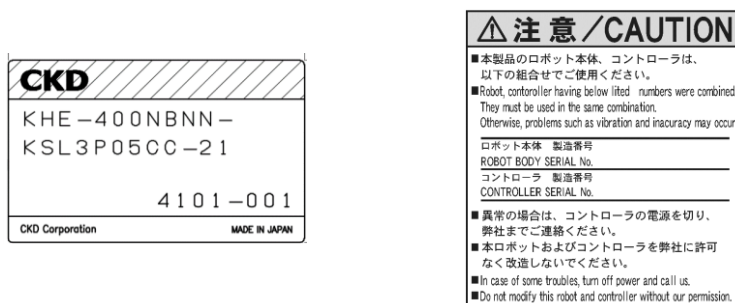 CKD
KHE-400NBNN-
KSL3P05CC-21
4101-001
CKD Corporation
MADE IN JAPAN
注意/CAUTION
■本製品のロボット本体、コントローラは、
以下の組合せでご使用ください。
■Robot, contoroller having below lited numbers were combined
They must be used in the same combination.
Otherwise, problems such as vibration and inacuracy may occur
ロボット本体 製造番号
ROBOT BODY SERIAL No.
コントローラ 製造番号
CONTROLLER SERIAL No.
■異常の場合は、コントローラの電源を切り、
弊社までご連絡ください。
■本ロボットおよびコントローラを弊社に許可
なく改造しないでください。
■In case of some troubles, turn off power and call us.
■Do not modify this robot and controller without our permission.